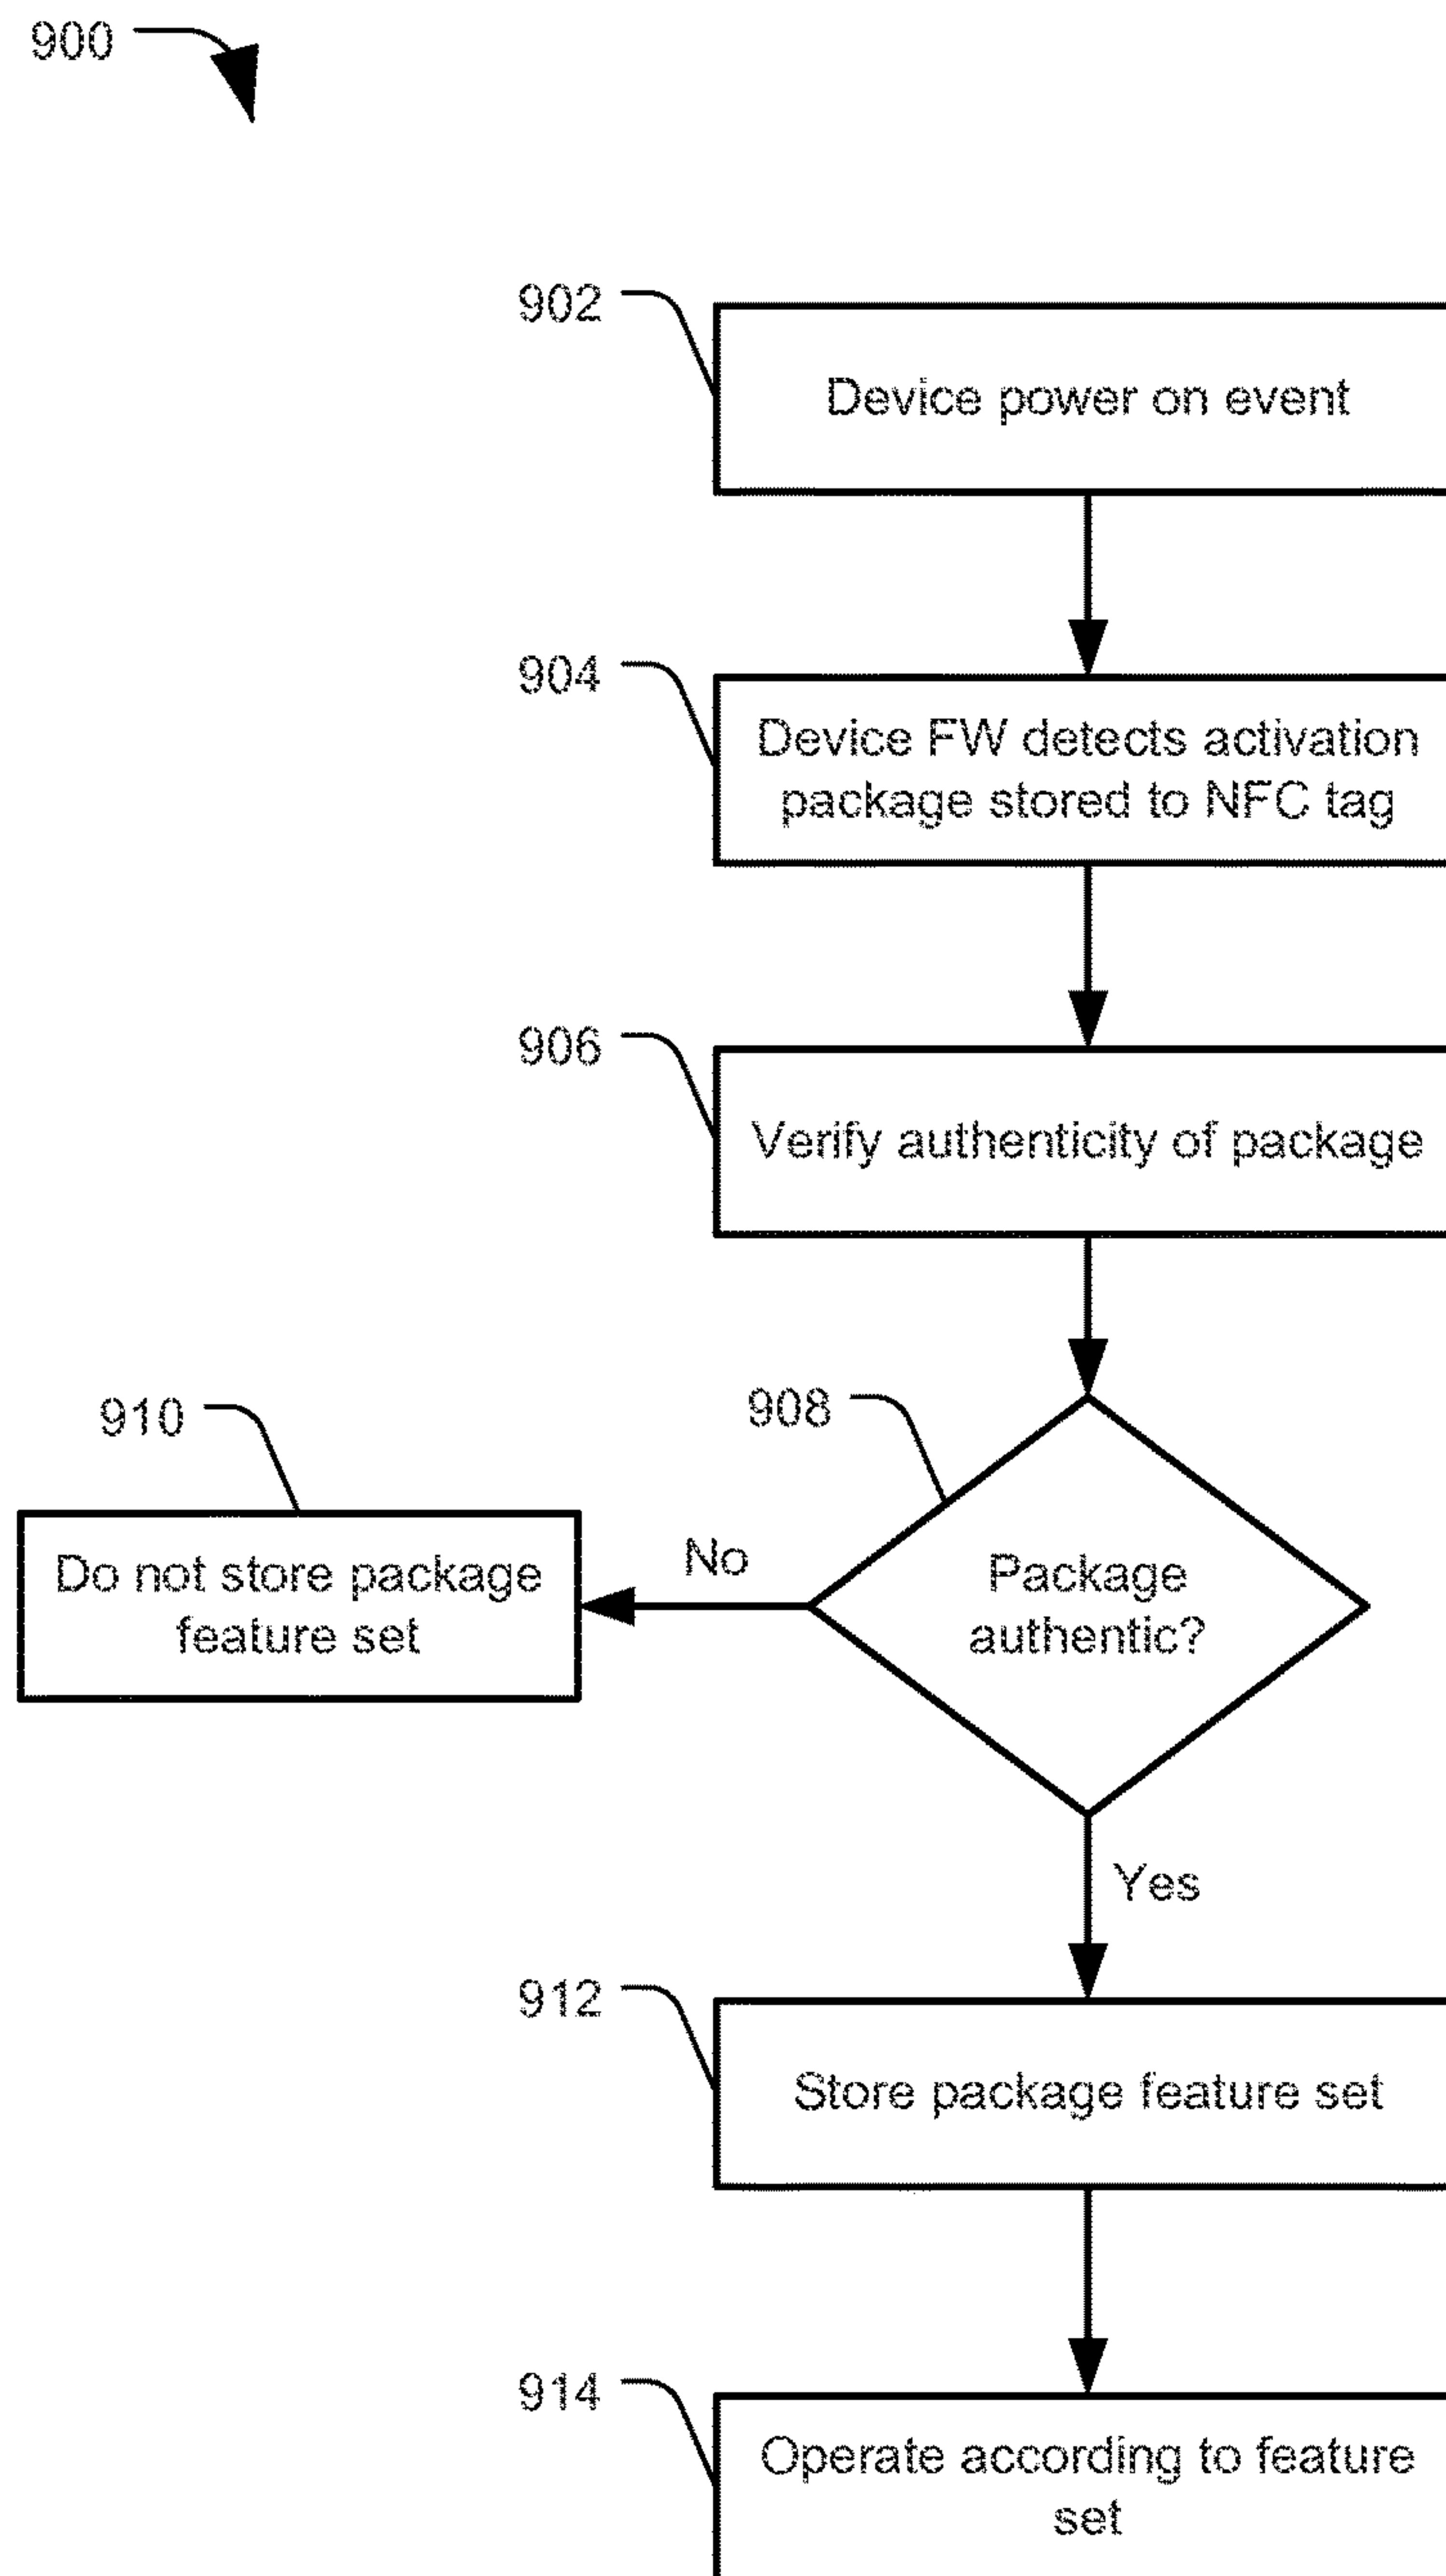 900
902
Device power on event
904
Device FW detects activation
package stored to NFC tag
906
Verify authenticity of package
908
Package
authentic?
No
910
Do not store package
feature set
Yes
912
Store package feature set
914
Operate according to feature
set